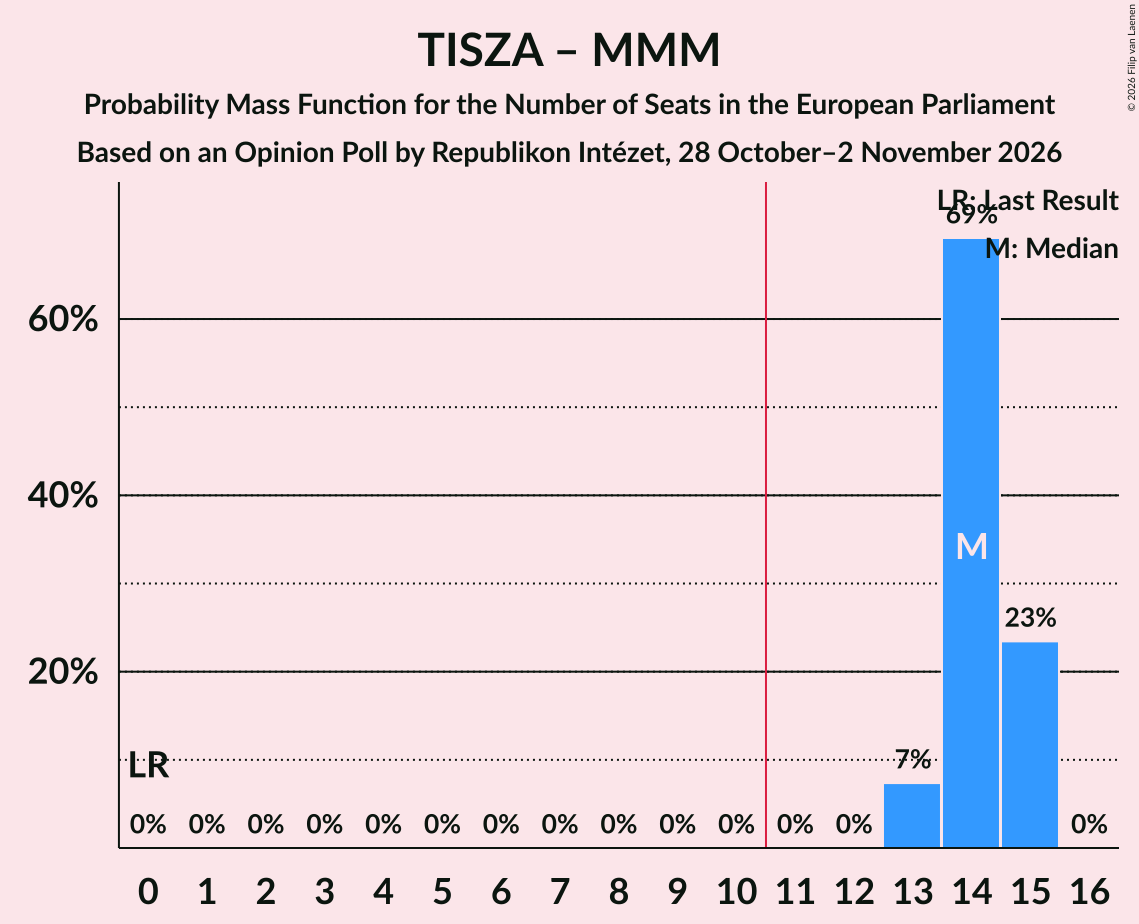 TISZA – MMM
Probability Mass Function for the Number of Seats in the European Parliament
Based on an Opinion Poll by Republikon Intézet, 28 October–2 November 2026
© 2026 Filip van Laenen
LR: Last Result
69%
M: Median
60%
40%
M
23%
20%
LR
7%
0% 0% 0% 0% 0% 0% 0% 0% 0% 0% 0% 0% 0% 0%
0 1 2 3 4 5 6 7 8 9 10 11 12 13 14 15 16